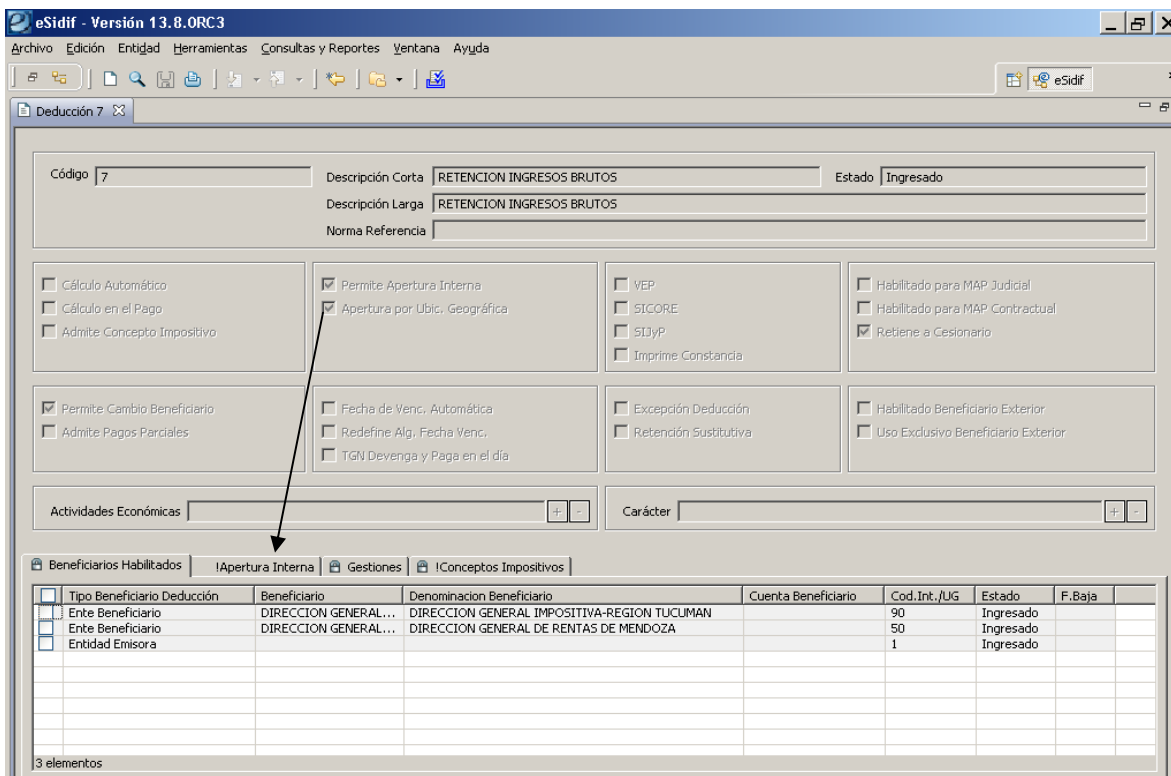 eSidif - Versión 13.8.0RC3
Archivo Edición Entidad Herramientas Consultas y Reportes Ventana Ayuda
eSidif
Deducción 7
Código 7 Descripción Corta RETENCION INGRESOS BRUTOS Estado Ingresado
Descripción Larga RETENCION INGRESOS BRUTOS
Norma Referencia
Cálculo Automático Permite Apertura Interna VEP Habilitado para MAP Judicial
Cálculo en el Pago Apertura por Ubic. Geográfica SICORE Habilitado para MAP Contractual
Admite Concepto Impositivo SIJyP Retiene a Cesionario
Imprime Constancia
Permite Cambio Beneficiario Fecha de Venc. Automática Excepción Deducción Habilitado Beneficiario Exterior
Admite Pagos Parciales Redefine Alg. Fecha Venc. Retención Sustitutiva Uso Exclusivo Beneficiario Exterior
TGN Devenga y Paga en el día
Actividades Económicas + - Carácter + -
Beneficiarios Habilitados !Apertura Interna Gestiones !Conceptos Impositivos
Tipo Beneficiario Deducción Beneficiario Denominacion Beneficiario Cuenta Beneficiario Cod.Int./UG Estado F.Baja
Ente Beneficiario DIRECCION GENERAL... DIRECCION GENERAL IMPOSITIVA-REGION TUCUMAN 90 Ingresado
Ente Beneficiario DIRECCION GENERAL... DIRECCION GENERAL DE RENTAS DE MENDOZA 50 Ingresado
Entidad Emisora 1 Ingresado
3 elementos